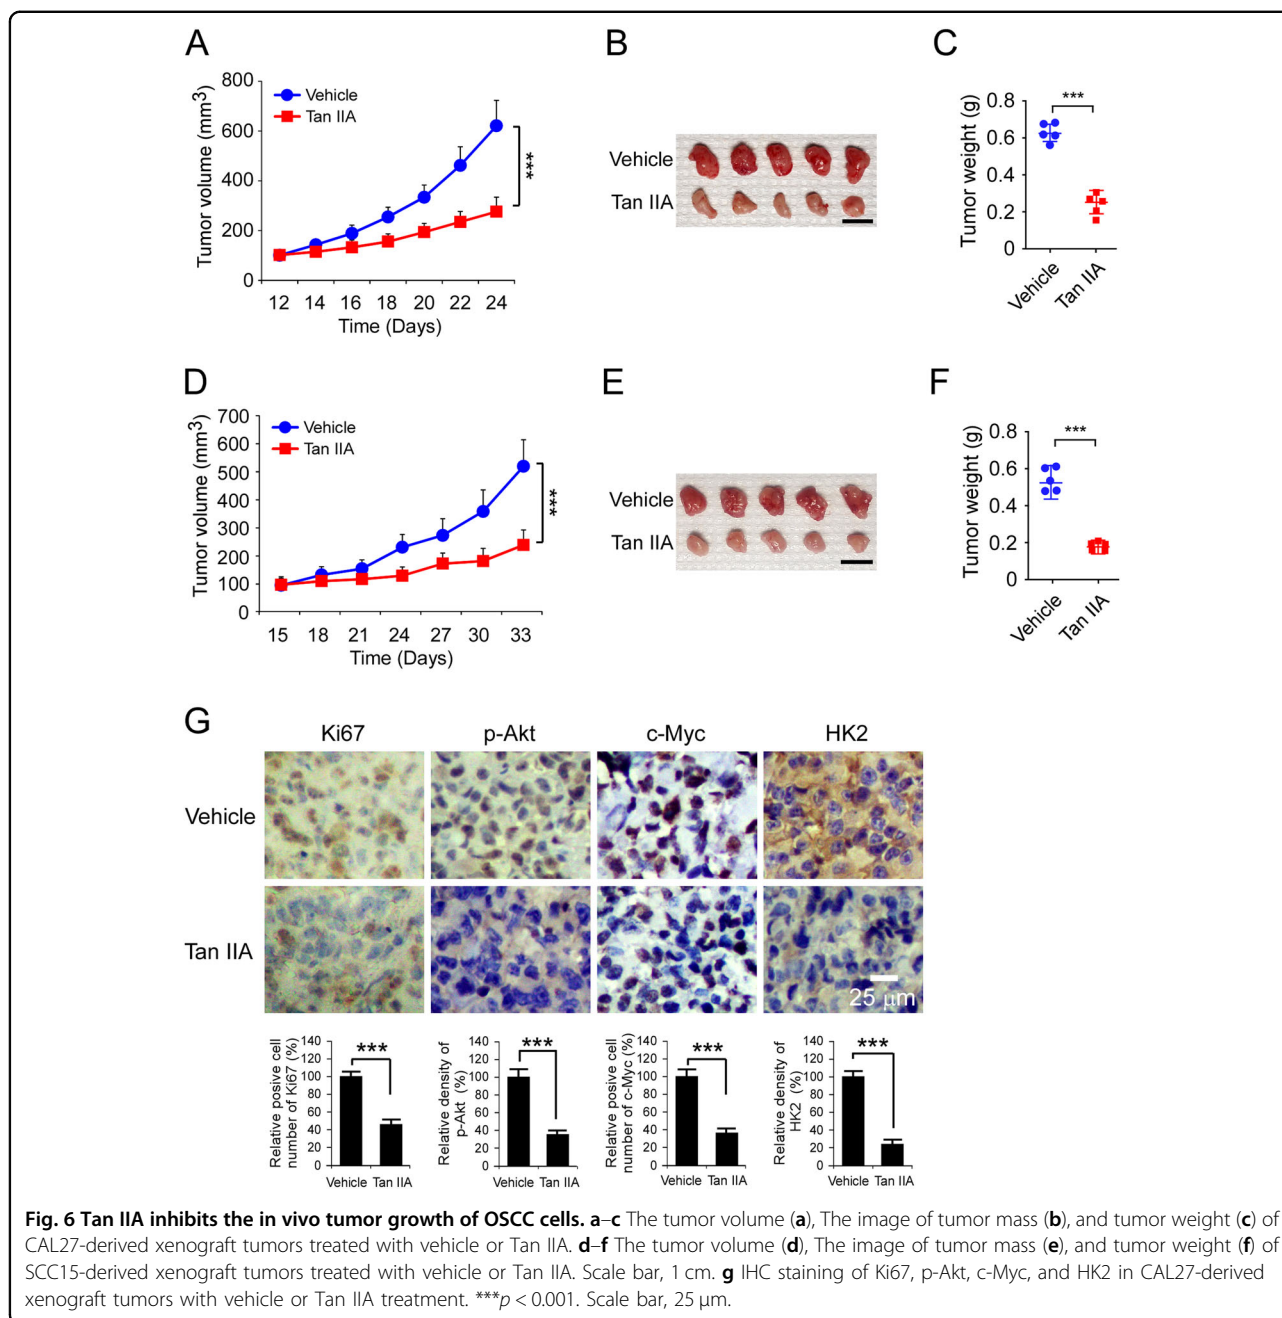 A
Tumor volume (mm3)
800
600
400
200
0
Vehicle
Tan IIA
***
12 14 16 18 20 22 24
Time (Days)
B
Vehicle
Tan IIA
C
Tumor weight (g)
0.8
0.6
0.4
0.2
0
***
Vehicle
Tan IIA
D
Tumor volume (mm3)
700
600
500
400
300
200
100
0
Vehicle
Tan IIA
***
15 18 21 24 27 30 33
Time (Days)
E
Vehicle
Tan IIA
F
Tumor weight (g)
0.8
0.6
0.4
0.2
0
***
Vehicle
Tan IIA
G
Ki67 p-Akt c-Myc HK2
Vehicle
Tan IIA
25 μm
Relative posive cell
number of Ki67 (%)
140
120
100
80
60
40
20
0
***
Vehicle Tan IIA
Relative density of
p-Akt (%)
140
120
100
80
60
40
20
0
***
Vehicle Tan IIA
Relative posive cell
number of c-Myc (%)
140
120
100
80
60
40
20
0
***
Vehicle Tan IIA
Relative density of
HK2 (%)
140
120
100
80
60
40
20
0
***
Vehicle Tan IIA
Fig. 6 Tan IIA inhibits the in vivo tumor growth of OSCC cells. a–c The tumor volume (a), The image of tumor mass (b), and tumor weight (c) of
CAL27-derived xenograft tumors treated with vehicle or Tan IIA. d–f The tumor volume (d), The image of tumor mass (e), and tumor weight (f) of
SCC15-derived xenograft tumors treated with vehicle or Tan IIA. Scale bar, 1 cm. g IHC staining of Ki67, p-Akt, c-Myc, and HK2 in CAL27-derived
xenograft tumors with vehicle or Tan IIA treatment. ***p < 0.001. Scale bar, 25 μm.